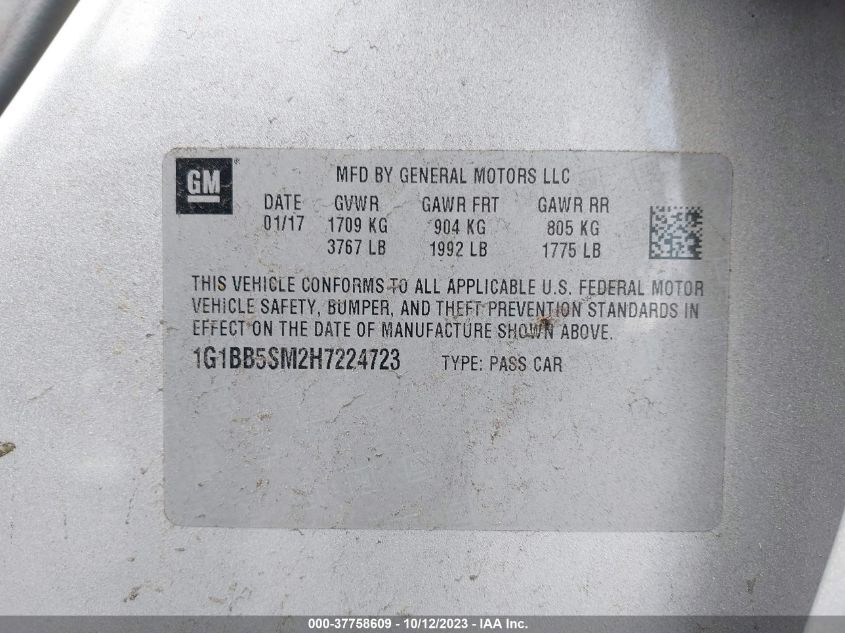 GM
MFD BY GENERAL MOTORS LLC
DATE GVWR GAWR FRT GAWR RR
01/17 1709 KG 904 KG 805 KG
3767 LB 1992 LB 1775 LB
THIS VEHICLE CONFORMS TO ALL APPLICABLE U.S. FEDERAL MOTOR
VEHICLE SAFETY, BUMPER, AND THEFT PREVENTION STANDARDS IN
EFFECT ON THE DATE OF MANUFACTURE SHOWN ABOVE.
1G1BB5SM2H7224723 TYPE: PASS CAR
000-37758609 - 10/12/2023 - IAA Inc.